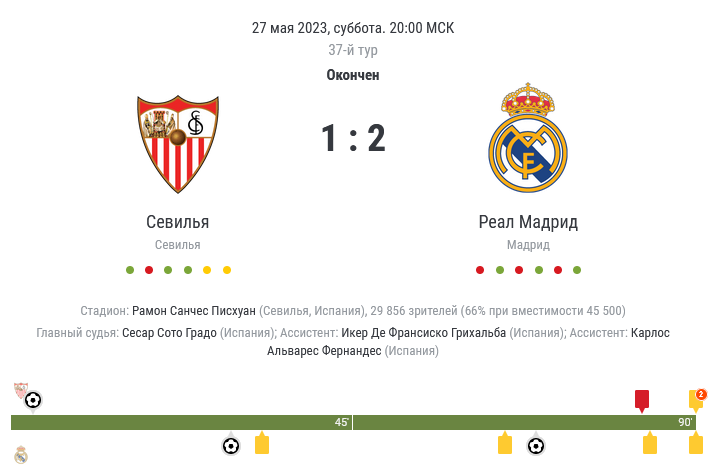 27 мая 2023, суббота. 20:00 МСК
37-й тур
Окончен
1 : 2
Севилья
Реал Мадрид
Севилья
Мадрид
Стадион: Рамон Санчес Писхуан (Севилья, Испания), 29 856 зрителей (66% при вместимости 45 500)
Главный судья: Сесар Сото Градо (Испания); Ассистент: Икер Де Франсиско Грихальба (Испания); Ассистент: Карлос
Альварес Фернандес (Испания)
2
45'
90'